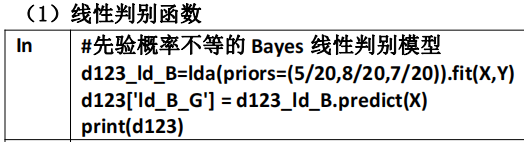 （1）线性判别函数
In
#先验概率不等的 Bayes 线性判别模型
d123_ld_B=lda(priors=(5/20,8/20,7/20)).fit(X,Y)
d123['ld_B_G'] = d123_ld_B.predict(X)
print(d123)